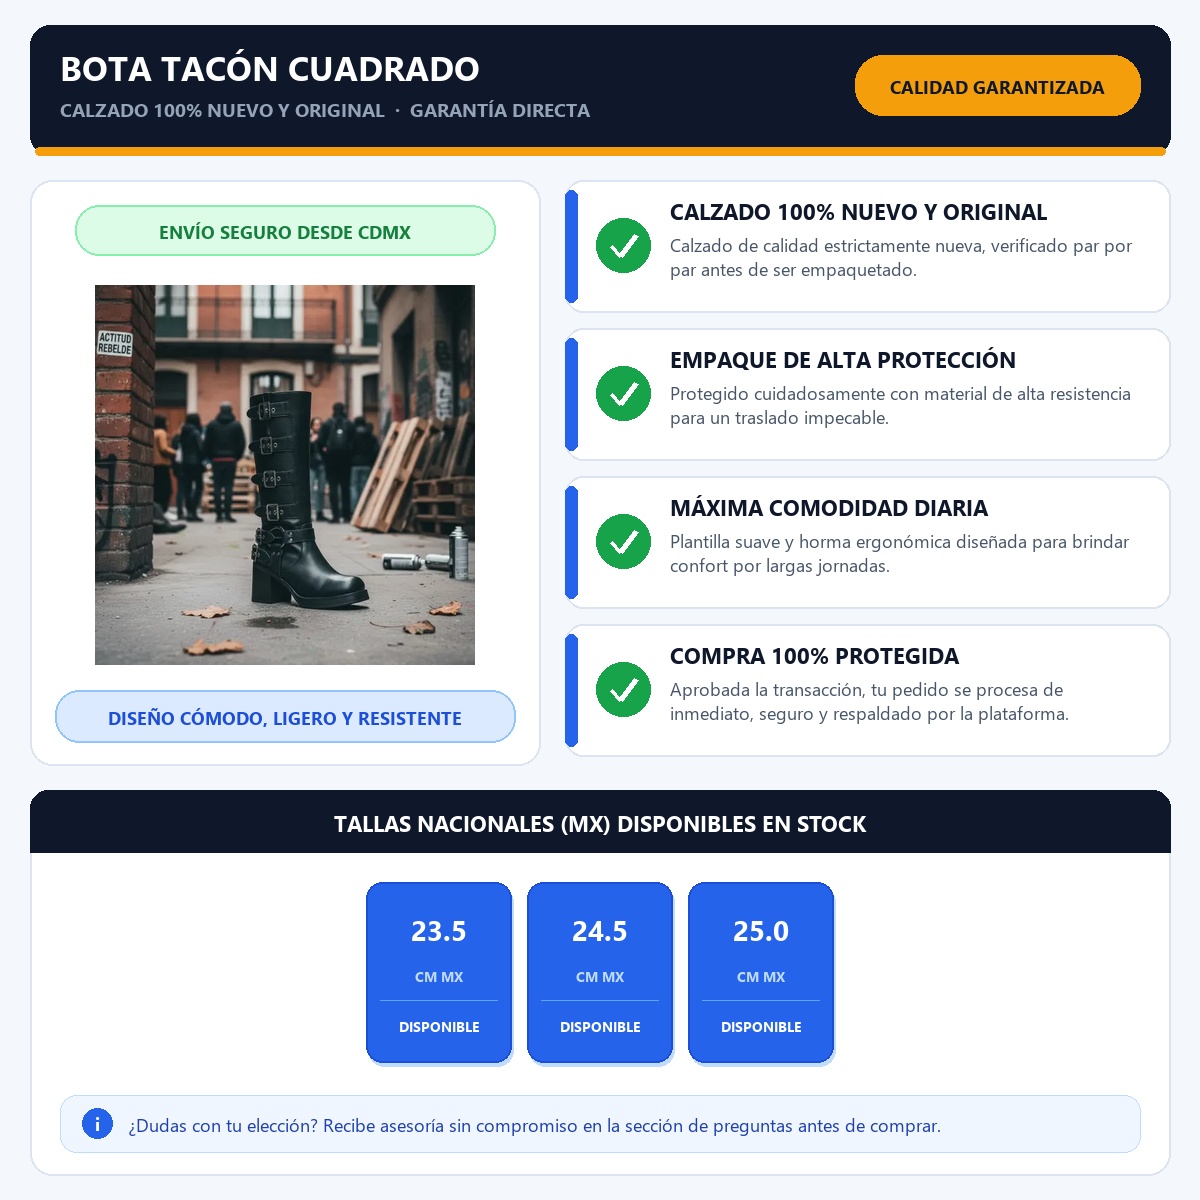 BOTA TACÓN CUADRADO
CALZADO 100% NUEVO Y ORIGINAL · GARANTÍA DIRECTA
CALIDAD GARANTIZADA
ENVÍO SEGURO DESDE CDMX
ACTITUD
REBELDE
DISEÑO CÓMODO, LIGERO Y RESISTENTE
CALZADO 100% NUEVO Y ORIGINAL
Calzado de calidad estrictamente nueva, verificado par por
par antes de ser empaquetado.
EMPAQUE DE ALTA PROTECCIÓN
Protegido cuidadosamente con material de alta resistencia
para un traslado impecable.
MÁXIMA COMODIDAD DIARIA
Plantilla suave y horma ergonómica diseñada para brindar
confort por largas jornadas.
COMPRA 100% PROTEGIDA
Aprobada la transacción, tu pedido se procesa de
inmediato, seguro y respaldado por la plataforma.
TALLAS NACIONALES (MX) DISPONIBLES EN STOCK
23.5
CM MX
DISPONIBLE
24.5
CM MX
DISPONIBLE
25.0
CM MX
DISPONIBLE
i
¿Dudas con tu elección? Recibe asesoría sin compromiso en la sección de preguntas antes de comprar.